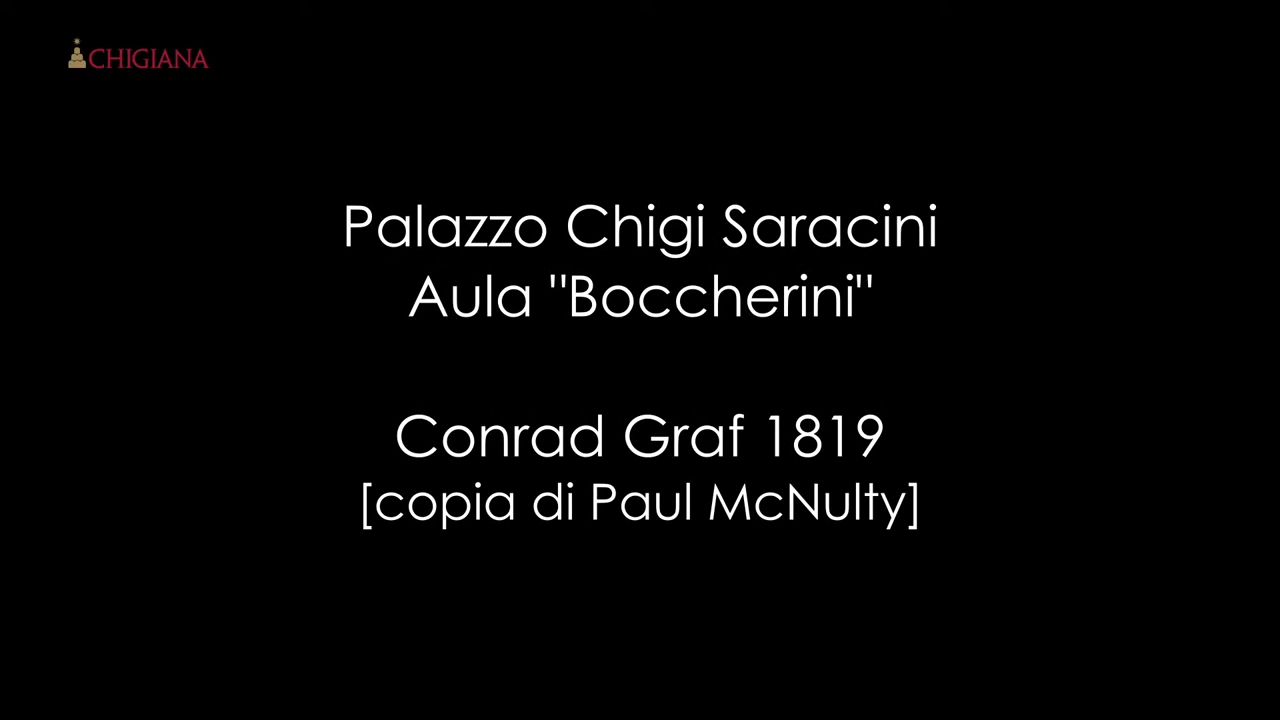 CHIGIANA
Palazzo Chigi Saracini
Aula "Boccherini"
Conrad Graf 1819
[copia di Paul McNulty]